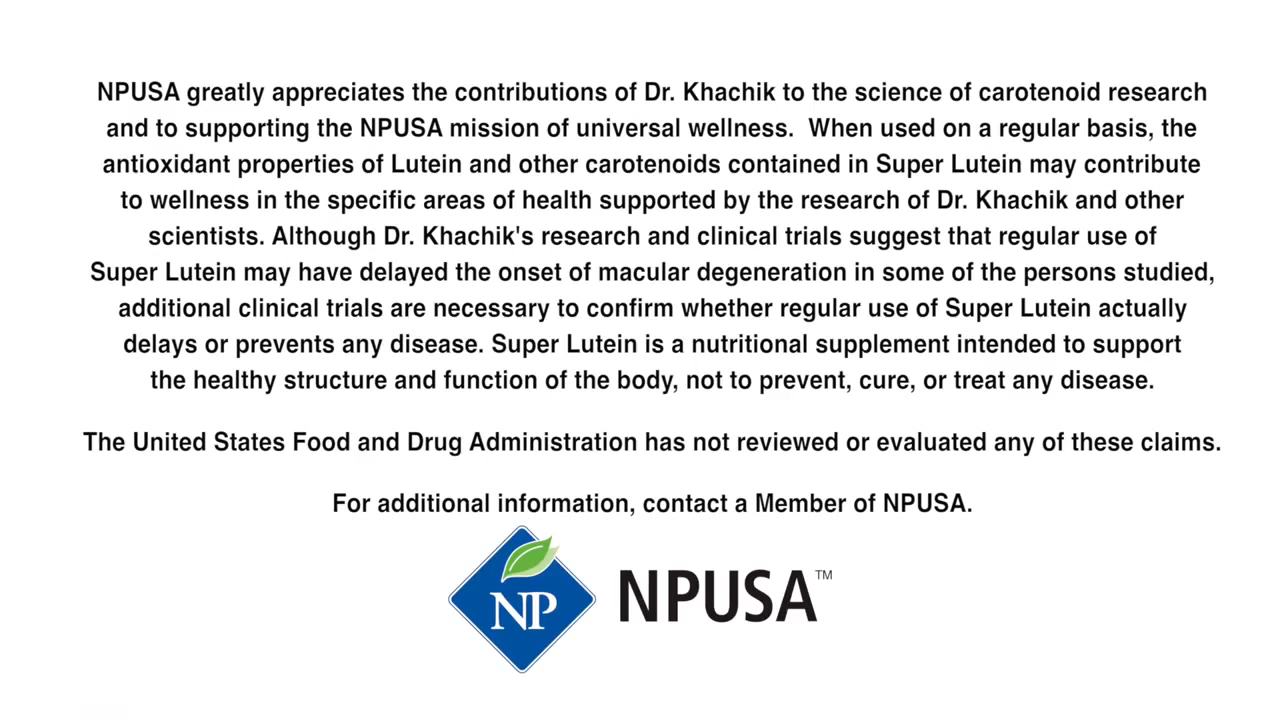 NPUSA greatly appreciates the contributions of Dr. Khachik to the science of carotenoid research
and to supporting the NPUSA mission of universal wellness.  When used on a regular basis, the
antioxidant properties of Lutein and other carotenoids contained in Super Lutein may contribute
to wellness in the specific areas of health supported by the research of Dr. Khachik and other
scientists. Although Dr. Khachik's research and clinical trials suggest that regular use of
Super Lutein may have delayed the onset of macular degeneration in some of the persons studied,
additional clinical trials are necessary to confirm whether regular use of Super Lutein actually
delays or prevents any disease. Super Lutein is a nutritional supplement intended to support
the healthy structure and function of the body, not to prevent, cure, or treat any disease.
The United States Food and Drug Administration has not reviewed or evaluated any of these claims.
For additional information, contact a Member of NPUSA.
NP NPUSA™